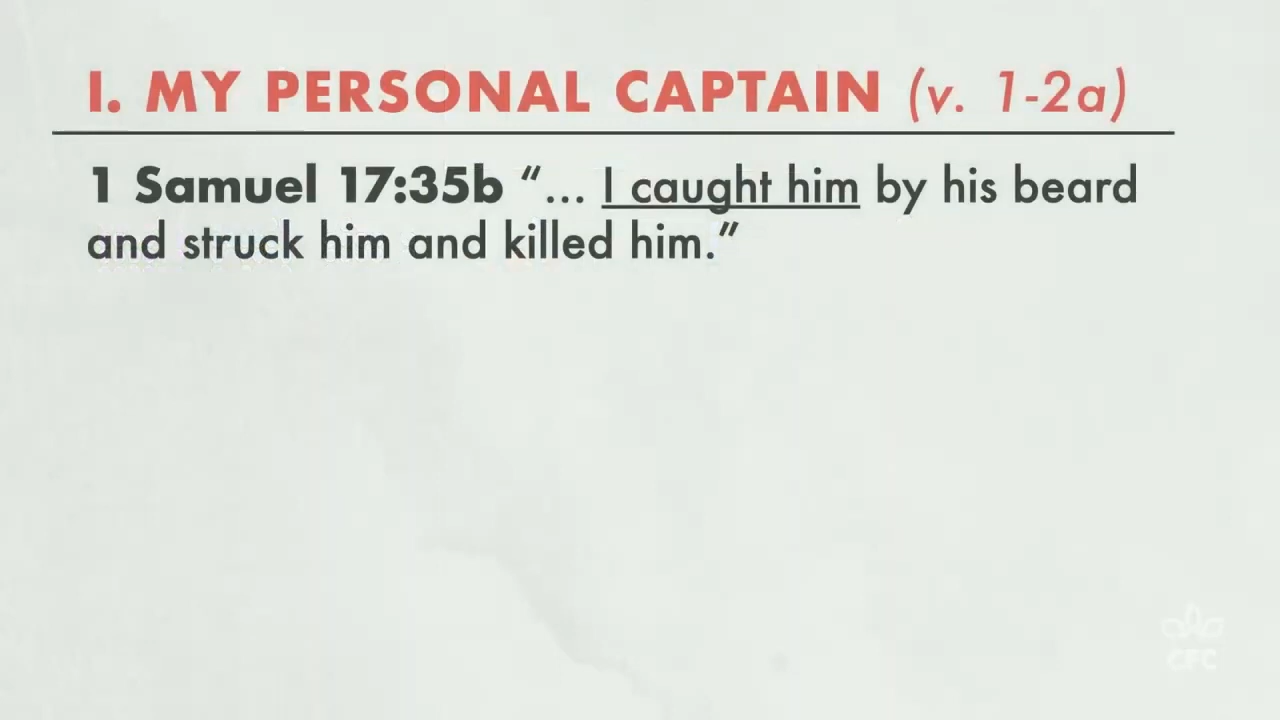 I. MY PERSONAL CAPTAIN (v. 1-2a)
1 Samuel 17:35b “... I caught him by his beard
and struck him and killed him.”
CFC